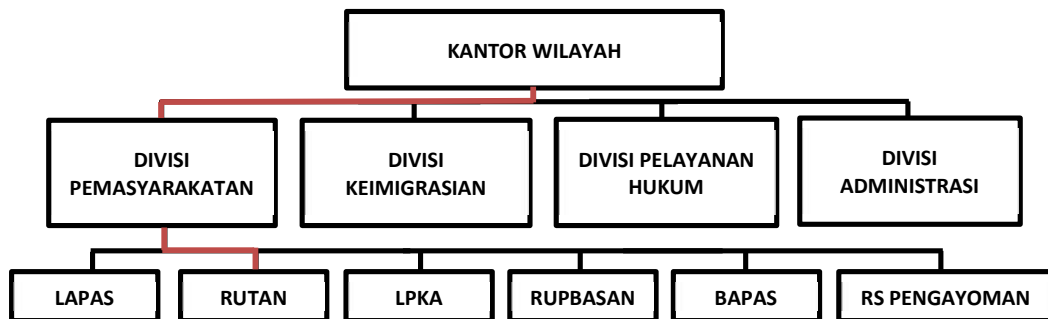 KANTOR WILAYAH
DIVISI
PEMASYARAKATAN
DIVISI
KEIMIGRASIAN
DIVISI PELAYANAN
HUKUM
DIVISI
ADMINISTRASI
LAPAS
RUTAN
LPKA
RUPBASAN
BAPAS
RS PENGAYOMAN